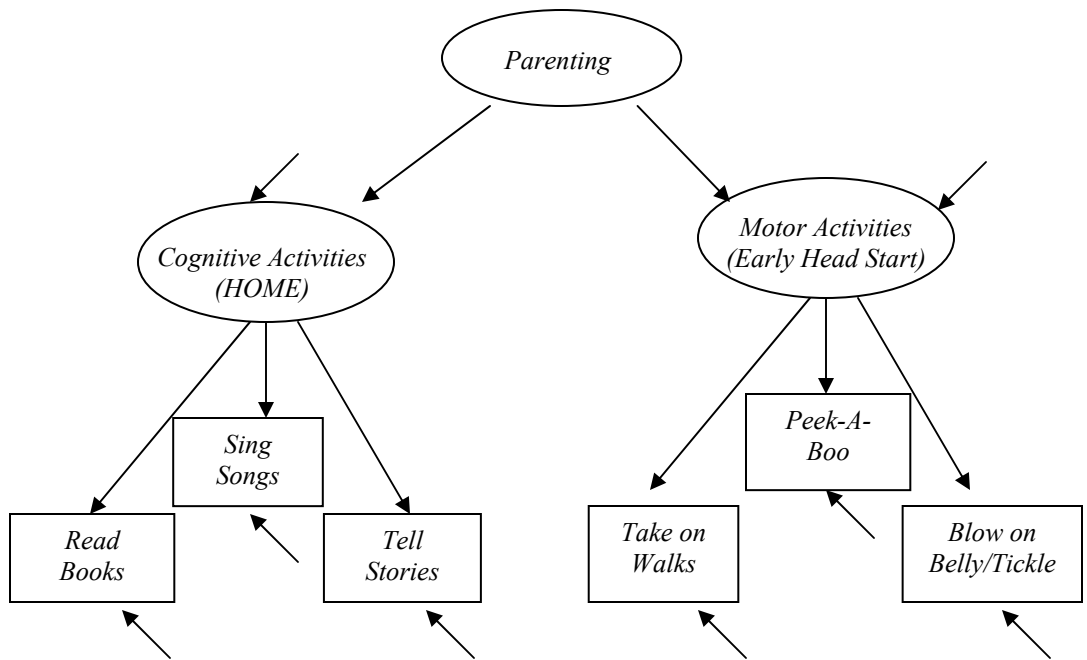 Parenting
Cognitive Activities
(HOME)
Motor Activities
(Early Head Start)
Sing
Songs
Read
Books
Tell
Stories
Peek-A-
Boo
Take on
Walks
Blow on
Belly/Tickle